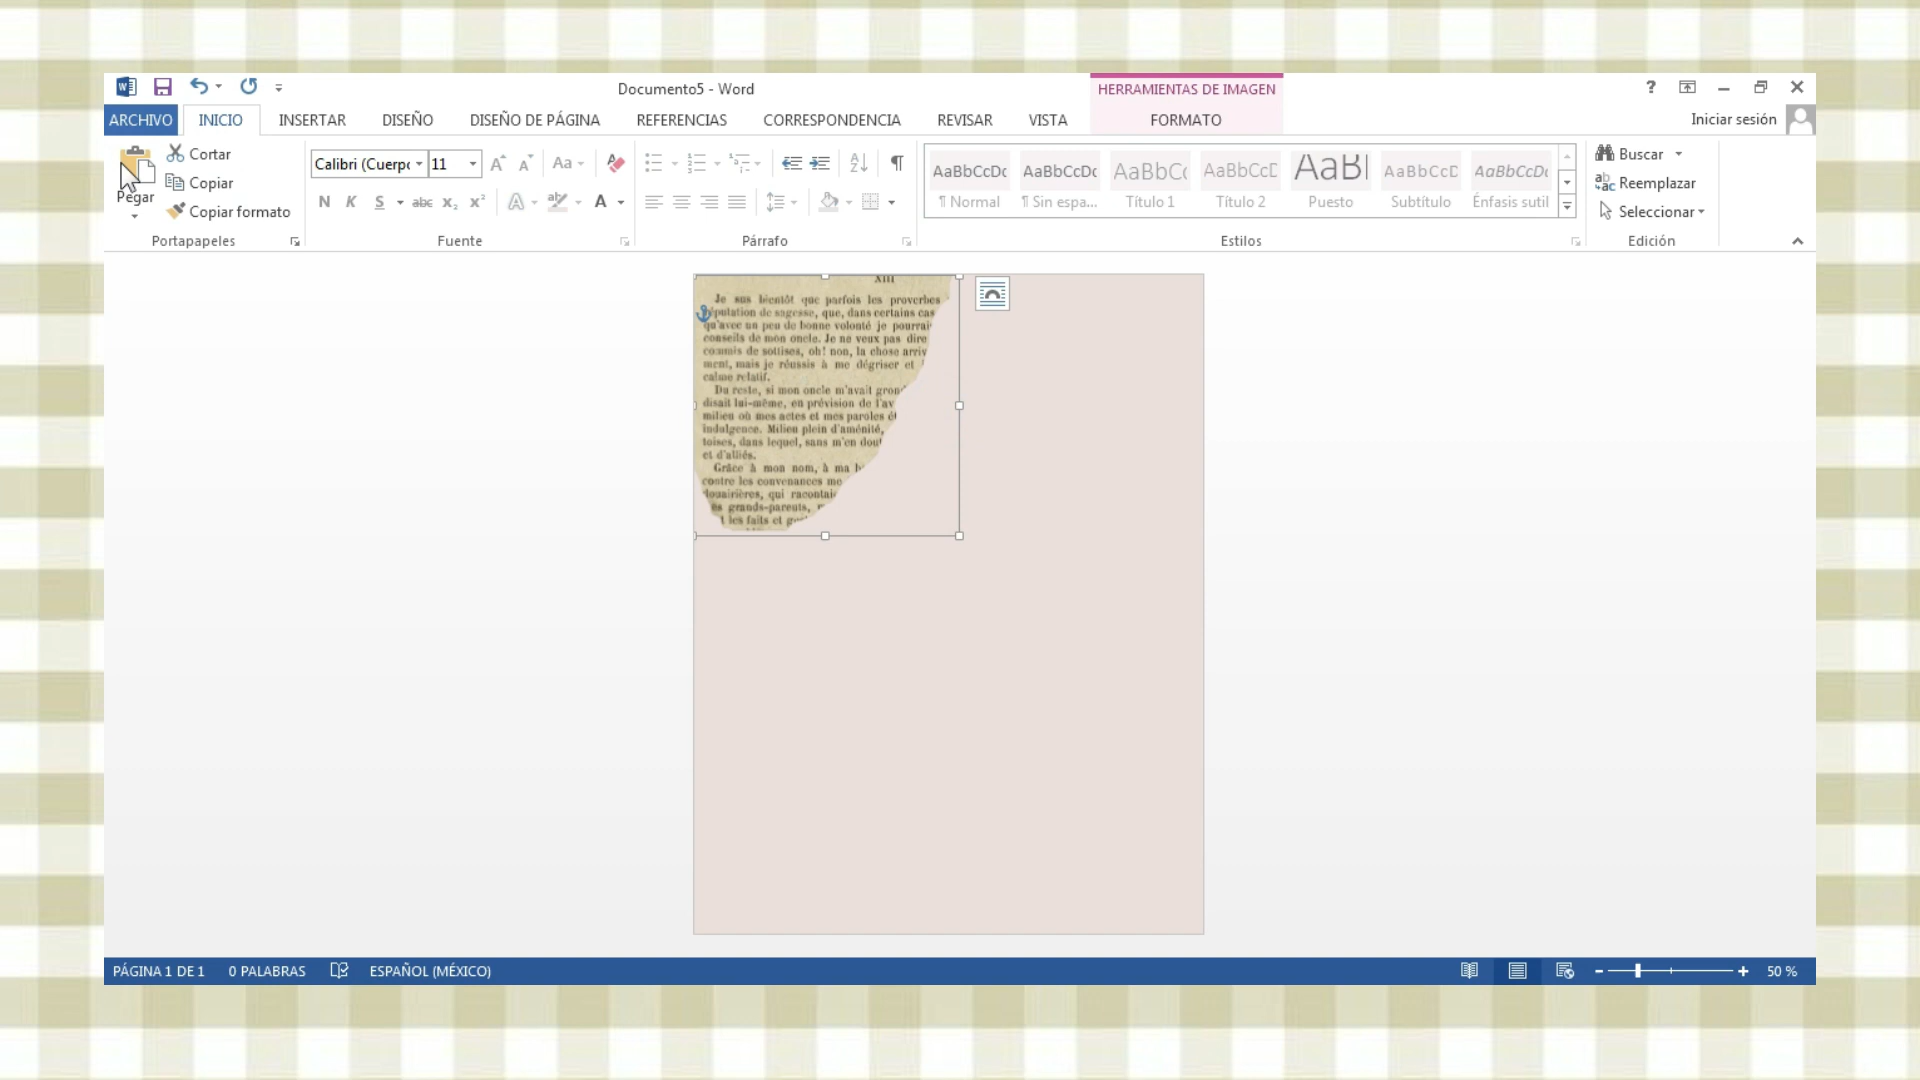 Documento5 - Word
HERRAMIENTAS DE IMAGEN
?
ARCHIVO INICIO INSERTAR DISEÑO DISEÑO DE PÁGINA REFERENCIAS CORRESPONDENCIA REVISAR VISTA FORMATO
Iniciar sesión
Pegar
Cortar
Copiar
Copiar formato
Portapapeles
Calibri (Cuerpo 11
Aa
N K S abc x₂ x² A A
Fuente
Párrafo
AaBbCcDc AaBbCcDc AaBbC AaBbCcD AaBl AaBbCcD AaBbCcDc
¶ Normal ¶ Sin espa... Título 1 Título 2 Puesto Subtítulo Énfasis sutil
Estilos
Buscar
Reemplazar
Seleccionar
Edición
XIII
Je sus bientôt que parfois les proverbes
éputation de sagesse, que, dans certains cas
qu'avec un peu de bonne volonté je pourrai
conseils de mon oncle. Je ne veux pas dire
commis de sottises, oh! non, la chose arriv
ment, mais je réussis à me dégriser et
calme relatif.
Du reste, si mon oncle m'avait gron
disait lui-même, en prévision de l'av
milieu où mes actes et mes paroles ét
indulgence. Milieu plein d'aménité,
toises, dans lequel, sans m'en dout
et d'alliés.
Grâce à mon nom, à ma
contre les convenances me
douairières, qui racontai
grands-parents,
les faits et
PÁGINA 1 DE 1 0 PALABRAS ESPAÑOL (MÉXICO)
50 %